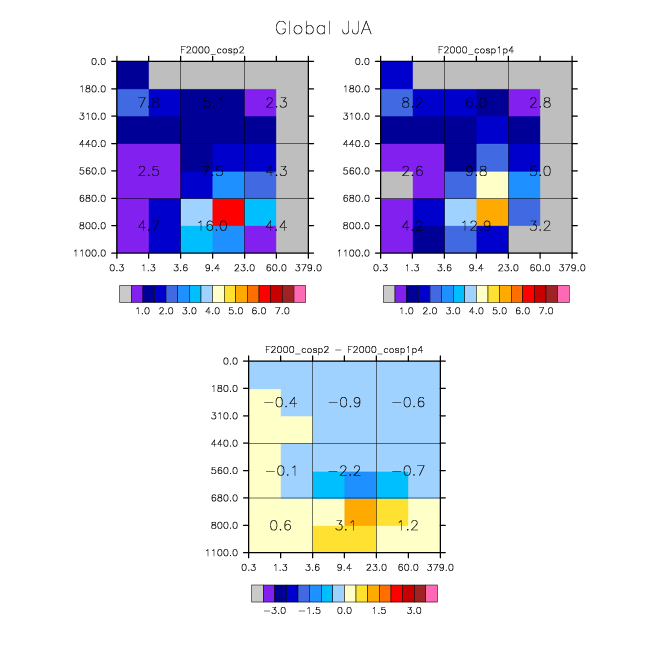 Global JJA
F2000_cosp2
F2000_cosp1p4
0.0
180.0
310.0
440.0
560.0
680.0
800.0
1100.0
7.8 5.1 2.3
2.5 7.5 4.3
4.7 16.0 4.4
0.3 1.3 3.6 9.4 23.0 60.0 379.0
1.0 2.0 3.0 4.0 5.0 6.0 7.0
0.0
180.0
310.0
440.0
560.0
680.0
800.0
1100.0
8.2 6.0 2.8
2.6 9.8 5.0
4.2 12.9 3.2
0.3 1.3 3.6 9.4 23.0 60.0 379.0
1.0 2.0 3.0 4.0 5.0 6.0 7.0
F2000_cosp2 − F2000_cosp1p4
0.0
180.0
310.0
440.0
560.0
680.0
800.0
1100.0
−0.4 −0.9 −0.6
−0.1 −2.2 −0.7
0.6 3.1 1.2
0.3 1.3 3.6 9.4 23.0 60.0 379.0
−3.0 −1.5 0.0 1.5 3.0